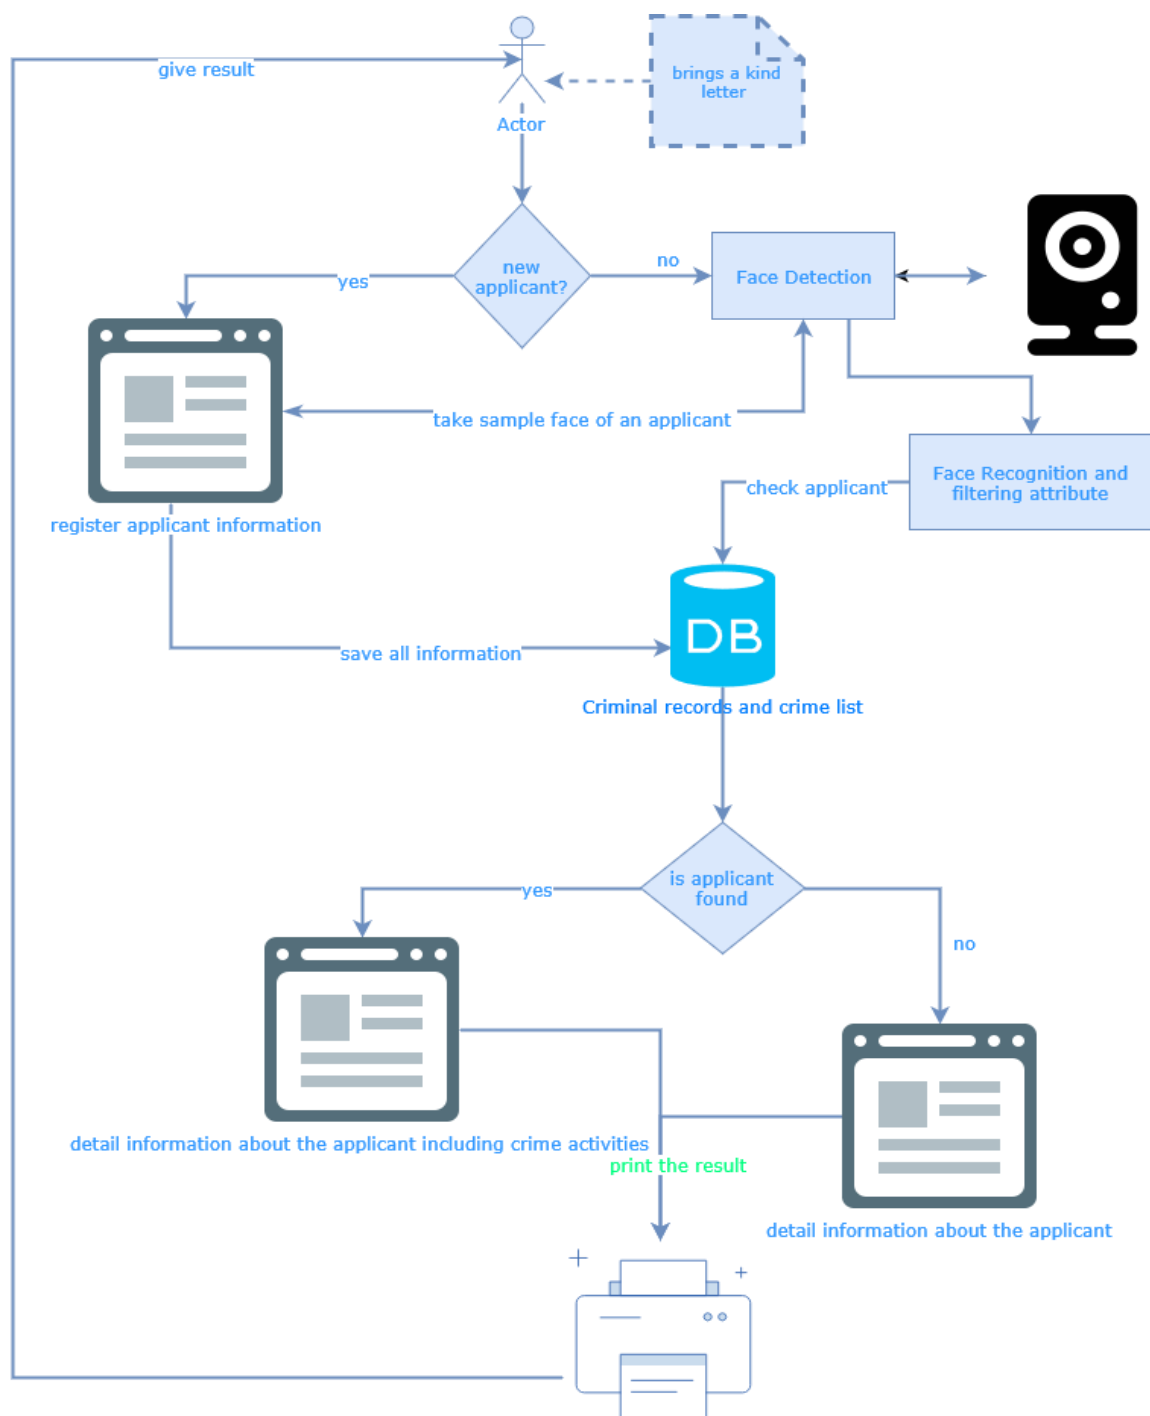 give result
brings a kind
letter
Actor
new
applicant?
no
yes
Face Detection
take sample face of an applicant
Face Recognition and
filtering attribute
check applicant
register applicant information
DB
save all information
Criminal records and crime list
is applicant
found
yes
no
detail information about the applicant including crime activities
print the result
detail information about the applicant